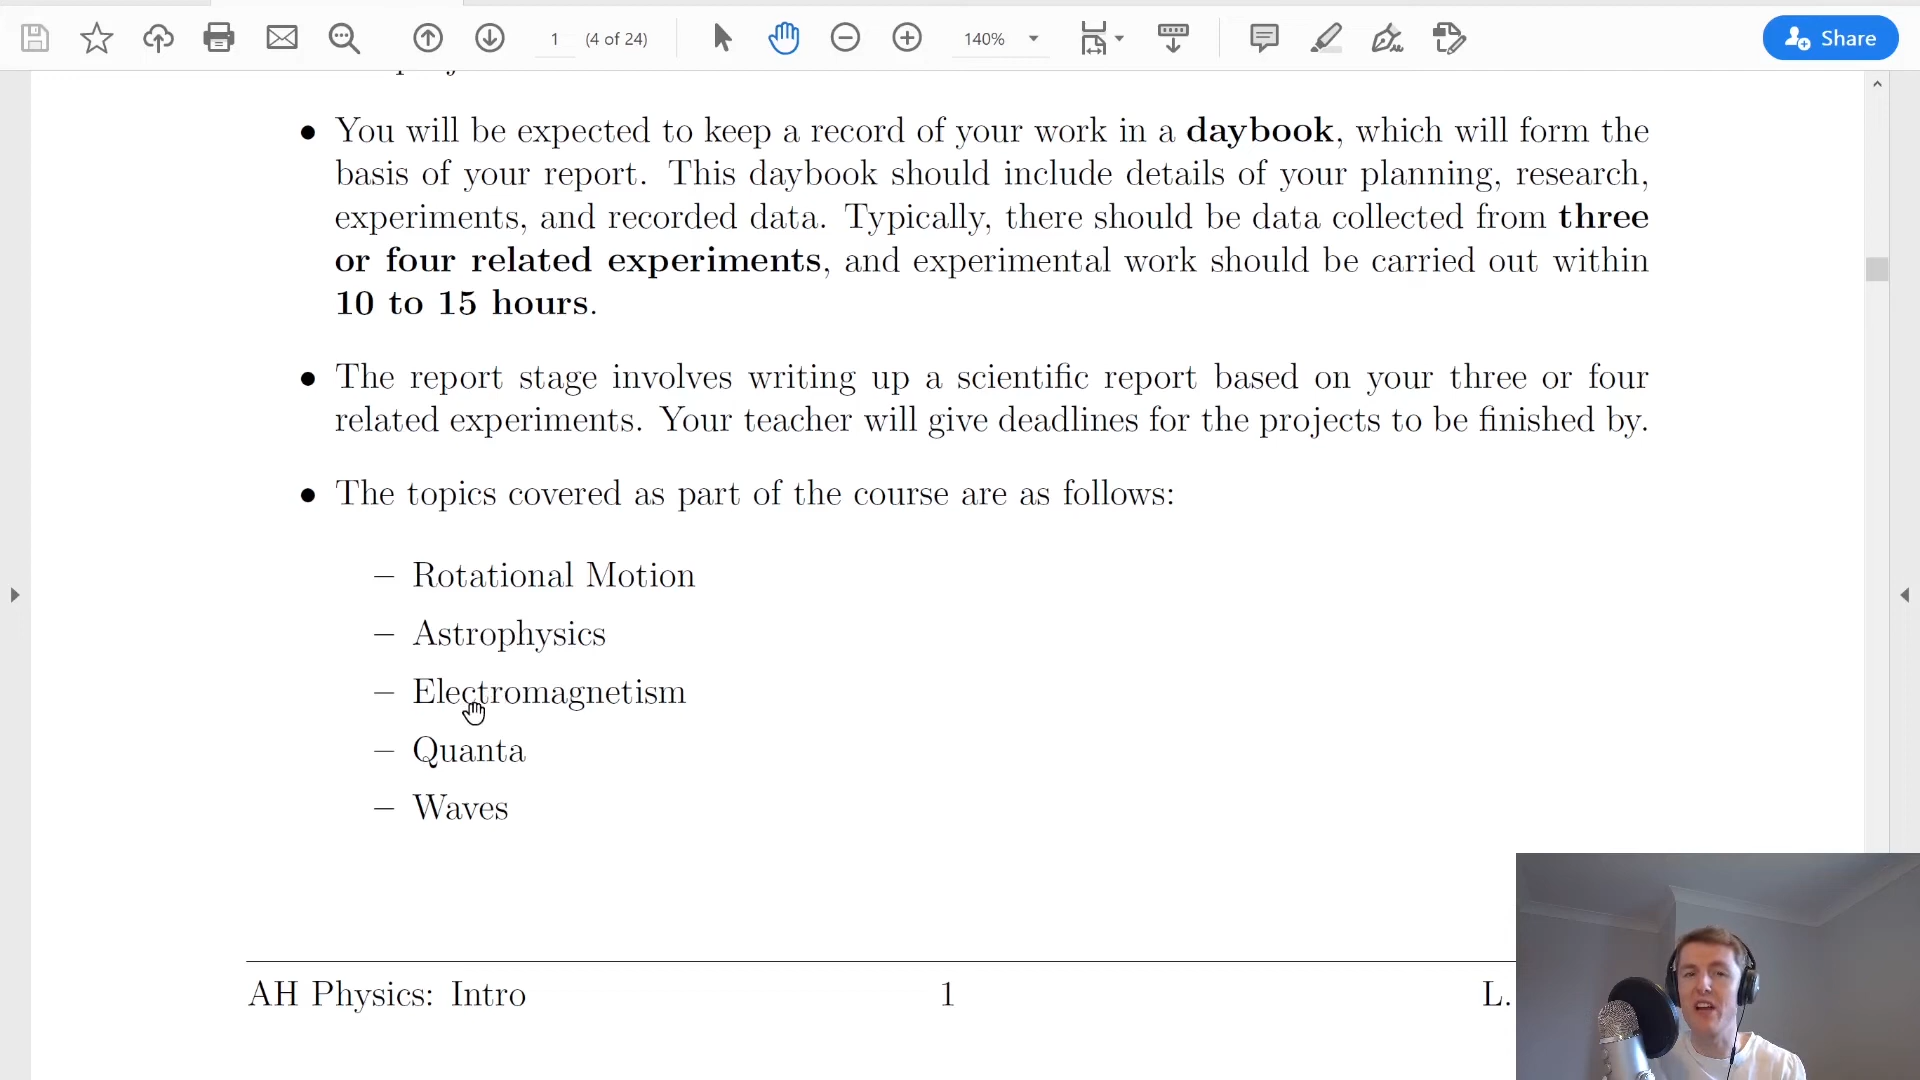 1 (4 of 24) 140% Share
You will be expected to keep a record of your work in a daybook, which will form the
basis of your report. This daybook should include details of your planning, research,
experiments, and recorded data. Typically, there should be data collected from three
or four related experiments, and experimental work should be carried out within
10 to 15 hours.
The report stage involves writing up a scientific report based on your three or four
related experiments. Your teacher will give deadlines for the projects to be finished by.
The topics covered as part of the course are as follows:
– Rotational Motion
– Astrophysics
– Electromagnetism
– Quanta
– Waves
AH Physics: Intro 1 L.